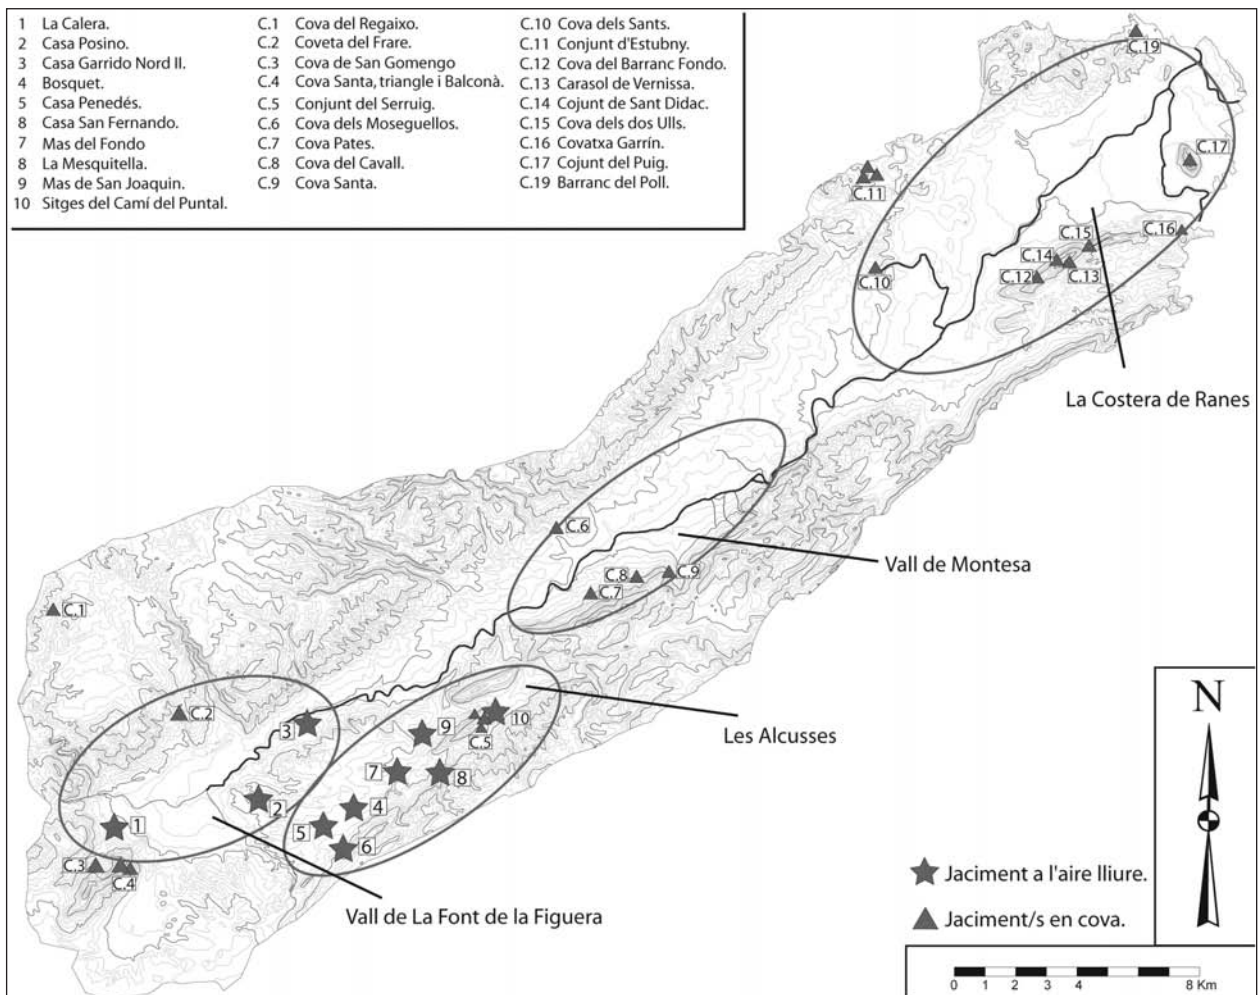 1 La Calera.
2 Casa Posino.
3 Casa Garrido Nord II.
4 Bosquet.
5 Casa Penedés.
8 Casa San Fernando.
7 Mas del Fondo
8 La Mesquitella.
9 Mas de San Joaquin.
10 Sitges del Camí del Puntal.
C.1 Cova del Regaixo.
C.2 Coveta del Frare.
C.3 Cova de San Gomengo
C.4 Cova Santa, triangle i Balconà.
C.5 Conjunt del Serruig.
C.6 Cova dels Moseguellos.
C.7 Cova Pates.
C.8 Cova del Cavall.
C.9 Cova Santa.
C.10 Cova dels Sants.
C.11 Conjunt d'Estubny.
C.12 Cova del Barranc Fondo.
C.13 Carasol de Vernissa.
C.14 Cojunt de Sant Didac.
C.15 Cova dels dos Ulls.
C.16 Covatxa Garrín.
C.17 Cojunt del Puig.
C.19 Barranc del Poll.
C.19
C.17
C.11
C.16
C.15
C.14
C.13
C.12
C.10
La Costera de Ranes
C.6
Vall de Montesa
C.8
C.9
C.7
C.1
C.2
3
10
C.5
9
Les Alcusses
7
8
2
4
1
5
6
C.3
C.4
Vall de La Font de la Figuera
N
Jaciment a l'aire lliure.
Jaciment/s en cova.
0 1 2 3 4 8 Km